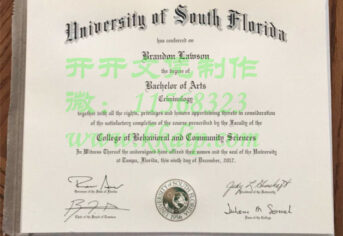 University of South Florida
has conferred on
Brandon Lawson
the degree of
Bachelor of Arts
Criminology
together with all the rights, privileges and honors appertaining thereto in consideration
of the satisfactory completion of the course prescribed by the Faculty of the
College of Behavioral and Community Sciences
In Witness Thereof the undersigned have affixed their names and the seal of the University
at Tampa, Florida, this ninth day of December, 2017.
开开文凭制作
微:
1956